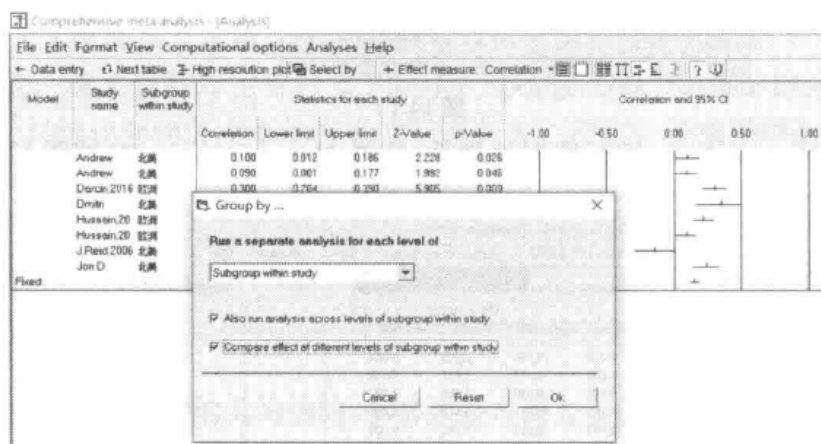 Comprehensive meta analysis - [Analysis]
File Edit Format View Computational options Analyses Help
← Data entry Next table High resolution plot Select by + Effect measure: Correlation
Model Study name Subgroup within study Statistics for each study Correlation and 95% CI
Correlation Lower limit Upper limit Z-Value p-Value -1.00 -0.50 0.00 0.50 1.00
Andrew 北美 0.100 0.012 0.186 2.228 0.026
Andrew 北美 0.090 0.001 0.177 1.992 0.046
Darcin.2016 欧洲 0.300 0.204 0.390 5.905 0.000
Dmitri 北美
Hussain,20 欧洲
Hussain,20 欧洲
J.Reid.2006 北美
Jon D. 北美
Fixed
Group by ...
Run a separate analysis for each level of...
Subgroup within study
Also run analysis across levels of subgroup within study
Compare effect at different levels of subgroup within study
Cancel Reset Ok